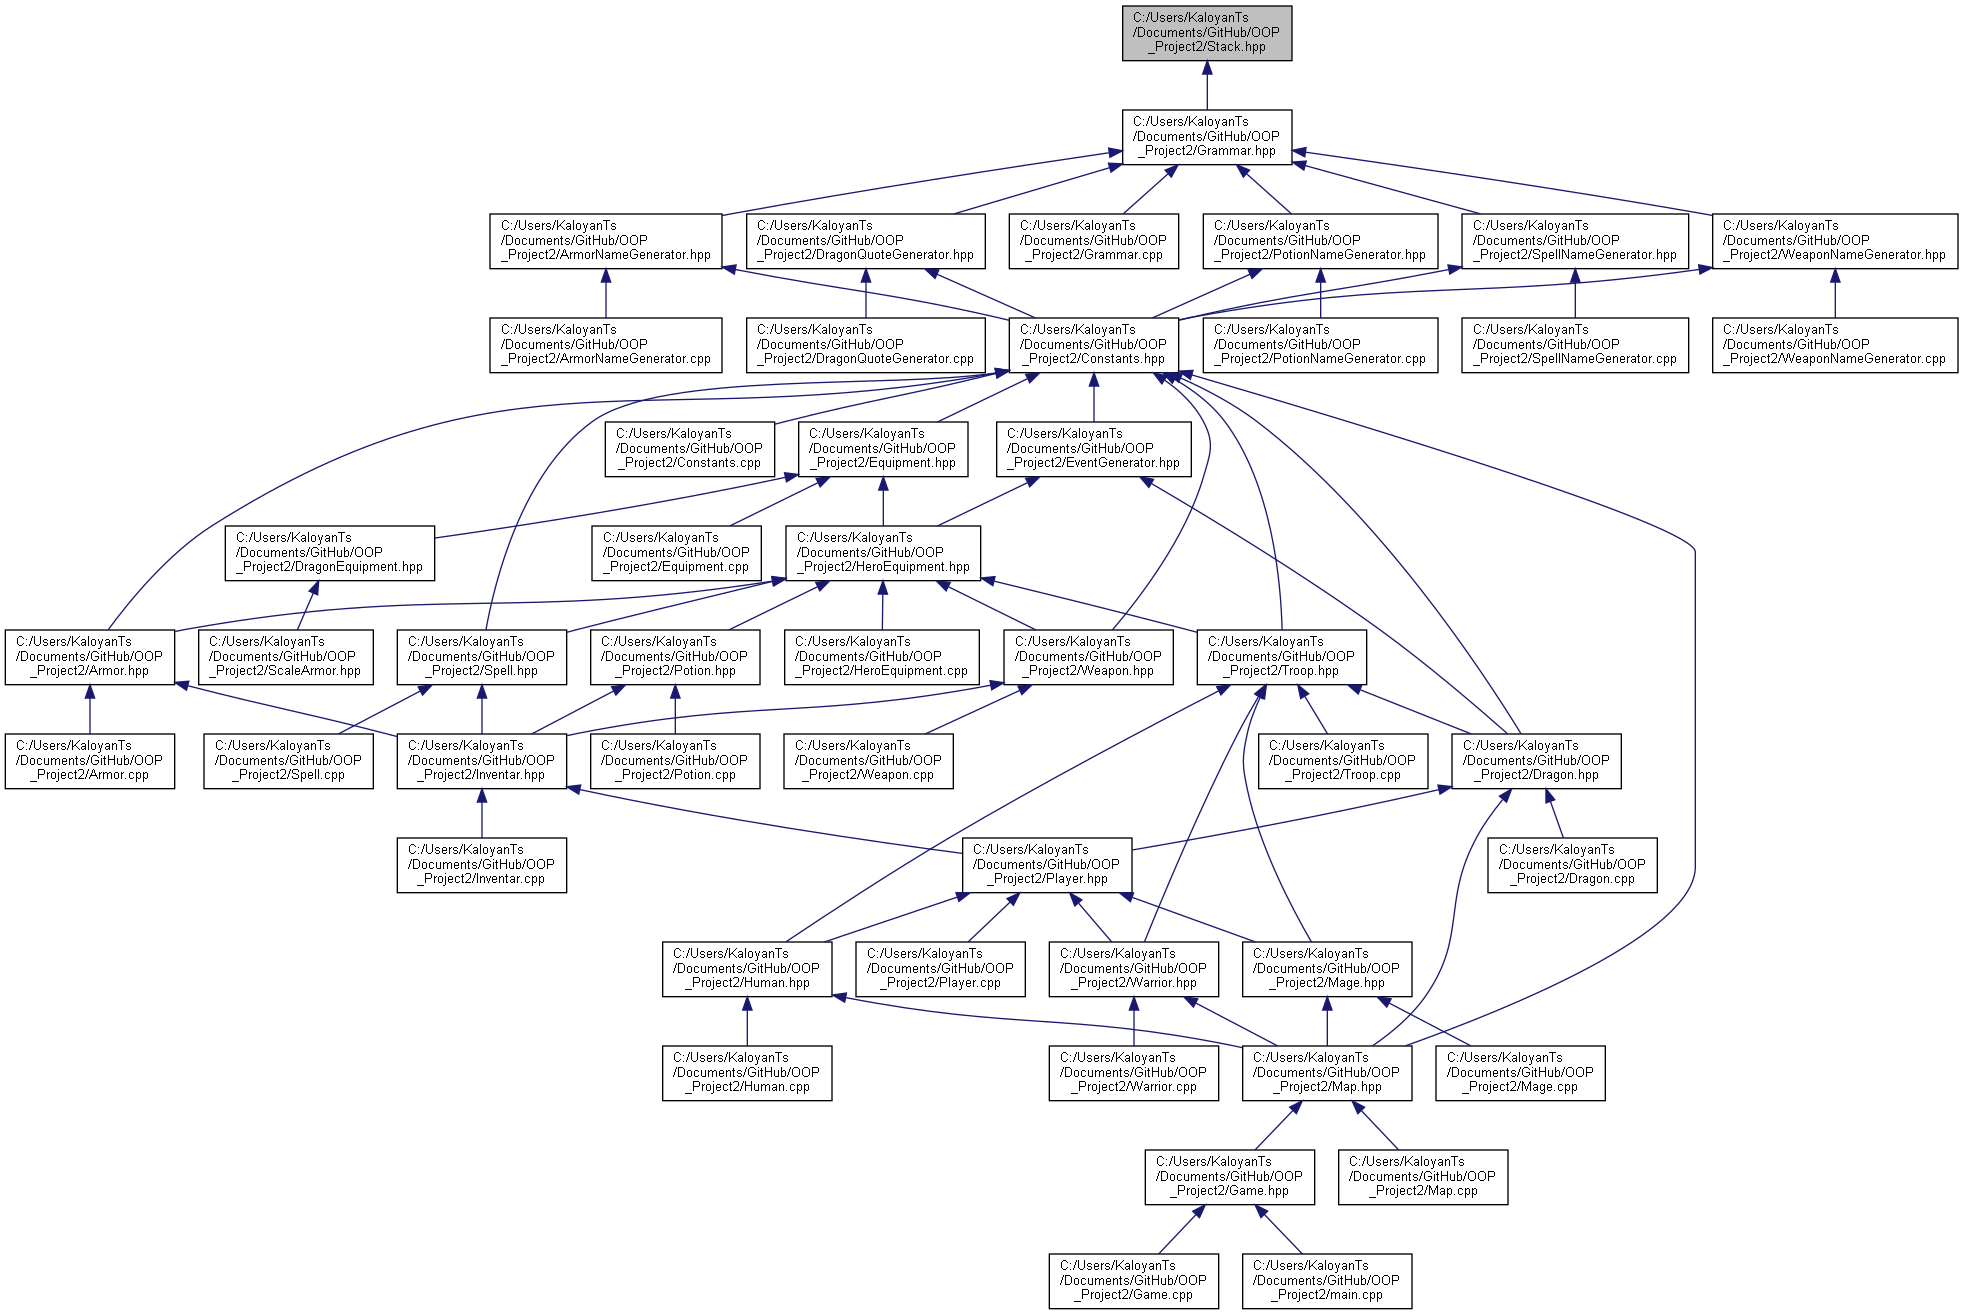 C:/Users/KaloyanTs
/Documents/GitHub/OOP
_Project2/Stack.hpp
C:/Users/KaloyanTs
/Documents/GitHub/OOP
_Project2/Grammar.hpp
C:/Users/KaloyanTs
/Documents/GitHub/OOP
_Project2/ArmorNameGenerator.hpp
C:/Users/KaloyanTs
/Documents/GitHub/OOP
_Project2/DragonQuoteGenerator.hpp
C:/Users/KaloyanTs
/Documents/GitHub/OOP
_Project2/Grammar.cpp
C:/Users/KaloyanTs
/Documents/GitHub/OOP
_Project2/PotionNameGenerator.hpp
C:/Users/KaloyanTs
/Documents/GitHub/OOP
_Project2/SpellNameGenerator.hpp
C:/Users/KaloyanTs
/Documents/GitHub/OOP
_Project2/WeaponNameGenerator.hpp
C:/Users/KaloyanTs
/Documents/GitHub/OOP
_Project2/ArmorNameGenerator.cpp
C:/Users/KaloyanTs
/Documents/GitHub/OOP
_Project2/DragonQuoteGenerator.cpp
C:/Users/KaloyanTs
/Documents/GitHub/OOP
_Project2/Constants.hpp
C:/Users/KaloyanTs
/Documents/GitHub/OOP
_Project2/PotionNameGenerator.cpp
C:/Users/KaloyanTs
/Documents/GitHub/OOP
_Project2/SpellNameGenerator.cpp
C:/Users/KaloyanTs
/Documents/GitHub/OOP
_Project2/WeaponNameGenerator.cpp
C:/Users/KaloyanTs
/Documents/GitHub/OOP
_Project2/Constants.cpp
C:/Users/KaloyanTs
/Documents/GitHub/OOP
_Project2/Equipment.hpp
C:/Users/KaloyanTs
/Documents/GitHub/OOP
_Project2/EventGenerator.hpp
C:/Users/KaloyanTs
/Documents/GitHub/OOP
_Project2/DragonEquipment.hpp
C:/Users/KaloyanTs
/Documents/GitHub/OOP
_Project2/Equipment.cpp
C:/Users/KaloyanTs
/Documents/GitHub/OOP
_Project2/HeroEquipment.hpp
C:/Users/KaloyanTs
/Documents/GitHub/OOP
_Project2/Armor.hpp
C:/Users/KaloyanTs
/Documents/GitHub/OOP
_Project2/ScaleArmor.hpp
C:/Users/KaloyanTs
/Documents/GitHub/OOP
_Project2/Spell.hpp
C:/Users/KaloyanTs
/Documents/GitHub/OOP
_Project2/Potion.hpp
C:/Users/KaloyanTs
/Documents/GitHub/OOP
_Project2/HeroEquipment.cpp
C:/Users/KaloyanTs
/Documents/GitHub/OOP
_Project2/Weapon.hpp
C:/Users/KaloyanTs
/Documents/GitHub/OOP
_Project2/Troop.hpp
C:/Users/KaloyanTs
/Documents/GitHub/OOP
_Project2/Armor.cpp
C:/Users/KaloyanTs
/Documents/GitHub/OOP
_Project2/Spell.cpp
C:/Users/KaloyanTs
/Documents/GitHub/OOP
_Project2/Inventar.hpp
C:/Users/KaloyanTs
/Documents/GitHub/OOP
_Project2/Potion.cpp
C:/Users/KaloyanTs
/Documents/GitHub/OOP
_Project2/Weapon.cpp
C:/Users/KaloyanTs
/Documents/GitHub/OOP
_Project2/Troop.cpp
C:/Users/KaloyanTs
/Documents/GitHub/OOP
_Project2/Dragon.hpp
C:/Users/KaloyanTs
/Documents/GitHub/OOP
_Project2/Inventar.cpp
C:/Users/KaloyanTs
/Documents/GitHub/OOP
_Project2/Player.hpp
C:/Users/KaloyanTs
/Documents/GitHub/OOP
_Project2/Dragon.cpp
C:/Users/KaloyanTs
/Documents/GitHub/OOP
_Project2/Human.hpp
C:/Users/KaloyanTs
/Documents/GitHub/OOP
_Project2/Player.cpp
C:/Users/KaloyanTs
/Documents/GitHub/OOP
_Project2/Warrior.hpp
C:/Users/KaloyanTs
/Documents/GitHub/OOP
_Project2/Mage.hpp
C:/Users/KaloyanTs
/Documents/GitHub/OOP
_Project2/Human.cpp
C:/Users/KaloyanTs
/Documents/GitHub/OOP
_Project2/Warrior.cpp
C:/Users/KaloyanTs
/Documents/GitHub/OOP
_Project2/Map.hpp
C:/Users/KaloyanTs
/Documents/GitHub/OOP
_Project2/Mage.cpp
C:/Users/KaloyanTs
/Documents/GitHub/OOP
_Project2/Game.hpp
C:/Users/KaloyanTs
/Documents/GitHub/OOP
_Project2/Map.cpp
C:/Users/KaloyanTs
/Documents/GitHub/OOP
_Project2/Game.cpp
C:/Users/KaloyanTs
/Documents/GitHub/OOP
_Project2/main.cpp